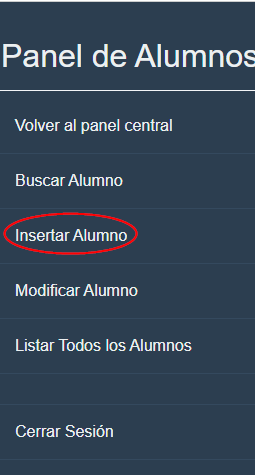 Panel de Alumnos
Volver al panel central
Buscar Alumno
Insertar Alumno
Modificar Alumno
Listar Todos los Alumnos
Cerrar Sesión